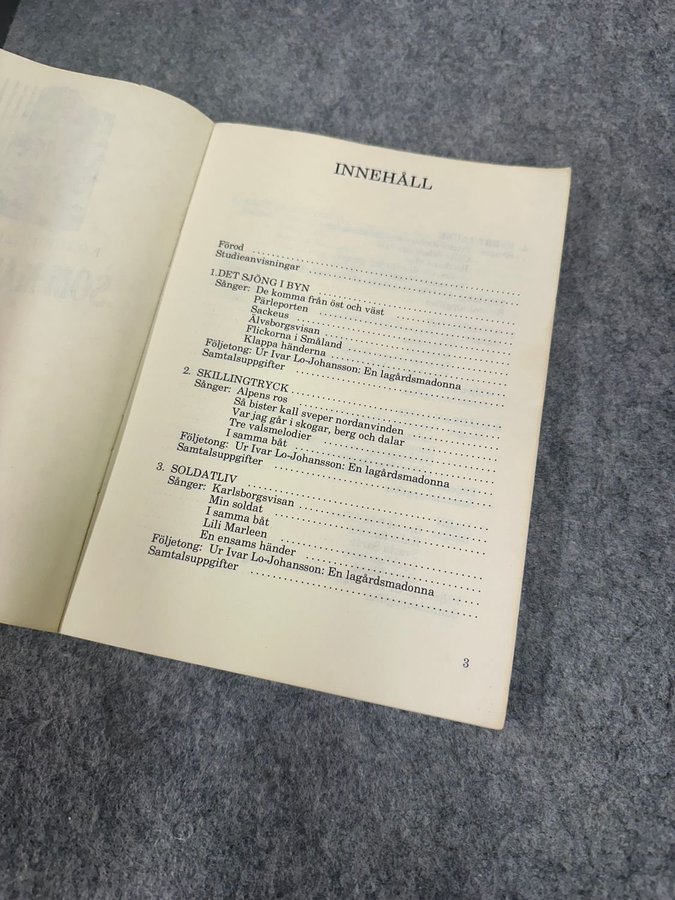 INNEHÅLL
Förod ........................................
Studieanvisningar ........................................
1.DET SJÖNG I BYN ........................................
Sånger: De komma från öst och väst ........................................
Pärleporten ........................................
Sackeus ........................................
Älvsborgsvisan ........................................
Flickorna i Småland ........................................
Klappa händerna ........................................
Följetong: Ur Ivar Lo-Johansson: En lagårdsmadonna ..........
Samtalsuppgifter ........................................
2. SKILLINGTRYCK ........................................
Sånger: Alpens ros ........................................
Så bister kall sveper nordanvinden ........................................
Var jag går i skogar, berg och dalar ........................................
Tre valsmelodier ........................................
I samma båt ........................................
Följetong: Ur Ivar Lo-Johansson: En lagårdsmadonna ..........
Samtalsuppgifter ........................................
3. SOLDATLIV ........................................
Sånger: Karlsborgsvisan ........................................
Min soldat ........................................
I samma båt ........................................
Lili Marleen ........................................
En ensams händer ........................................
Följetong: Ur Ivar Lo-Johansson: En lagårdsmadonna ..........
Samtalsuppgifter ........................................
3